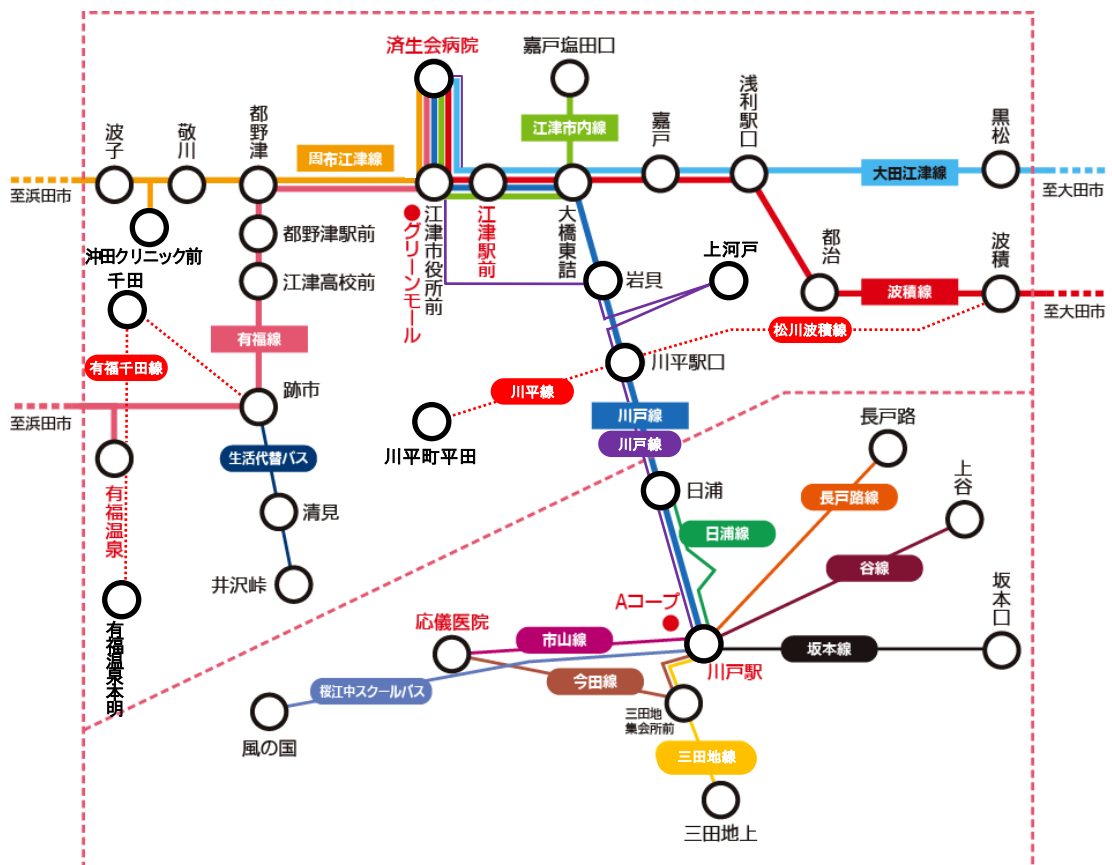 済生会病院
嘉戸塩田口
江津市内線
浅利駅口
嘉戸
黒松
都野津
波子
敬川
周布江津線
大田江津線
至浜田市
至大田市
沖田クリニック前
都野津駅前
江津高校前
●グリーンモール
江津市役所前
江津駅前
大橋東詰
岩貝
上河戸
都治
波積
波積線
至大田市
千田
有福線
有福千田線
松川波積線
川平駅口
川平線
跡市
至浜田市
川平町平田
川戸線
川戸線
長戸路
上谷
生活代替バス
有福温泉
清見
日浦
長戸路線
日浦線
谷線
井沢峠
坂本口
有福温泉本明
Aコープ
応儀医院
市山線
坂本線
川戸駅
今田線
桜江中スクールバス
三田地
集会所前
風の国
三田地線
三田地上